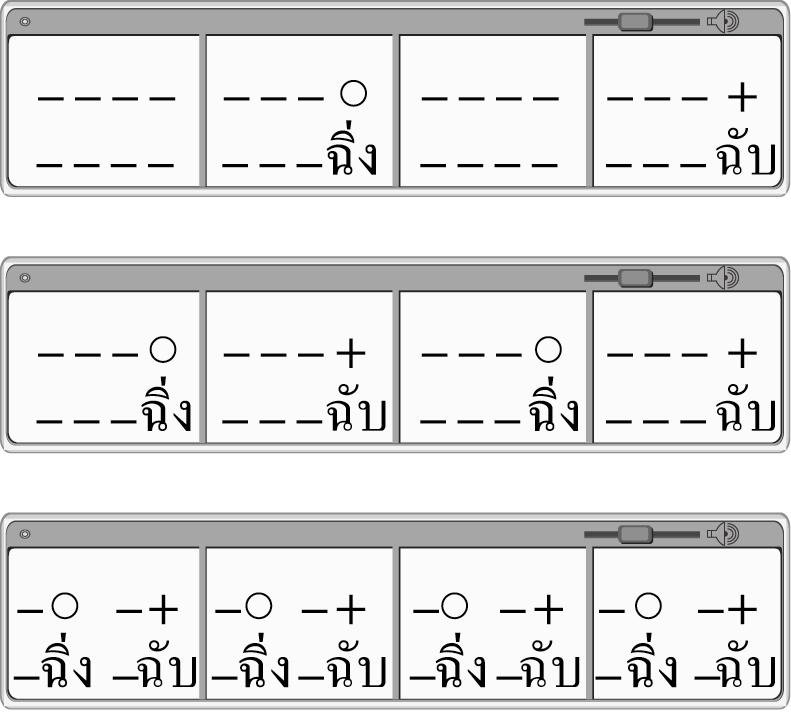 – – – – – – – ○ – – – – – – – +
– – – – – – – ฉิ่ง – – – – – – – ฉับ
– – – ○ – – – + – – – ○ – – – +
– – – ฉิ่ง – – – ฉับ – – – ฉิ่ง – – – ฉับ
– ○ – + – ○ – + – ○ – + – ○ – +
–ฉิ่ง –ฉับ –ฉิ่ง –ฉับ –ฉิ่ง –ฉับ –ฉิ่ง –ฉับ